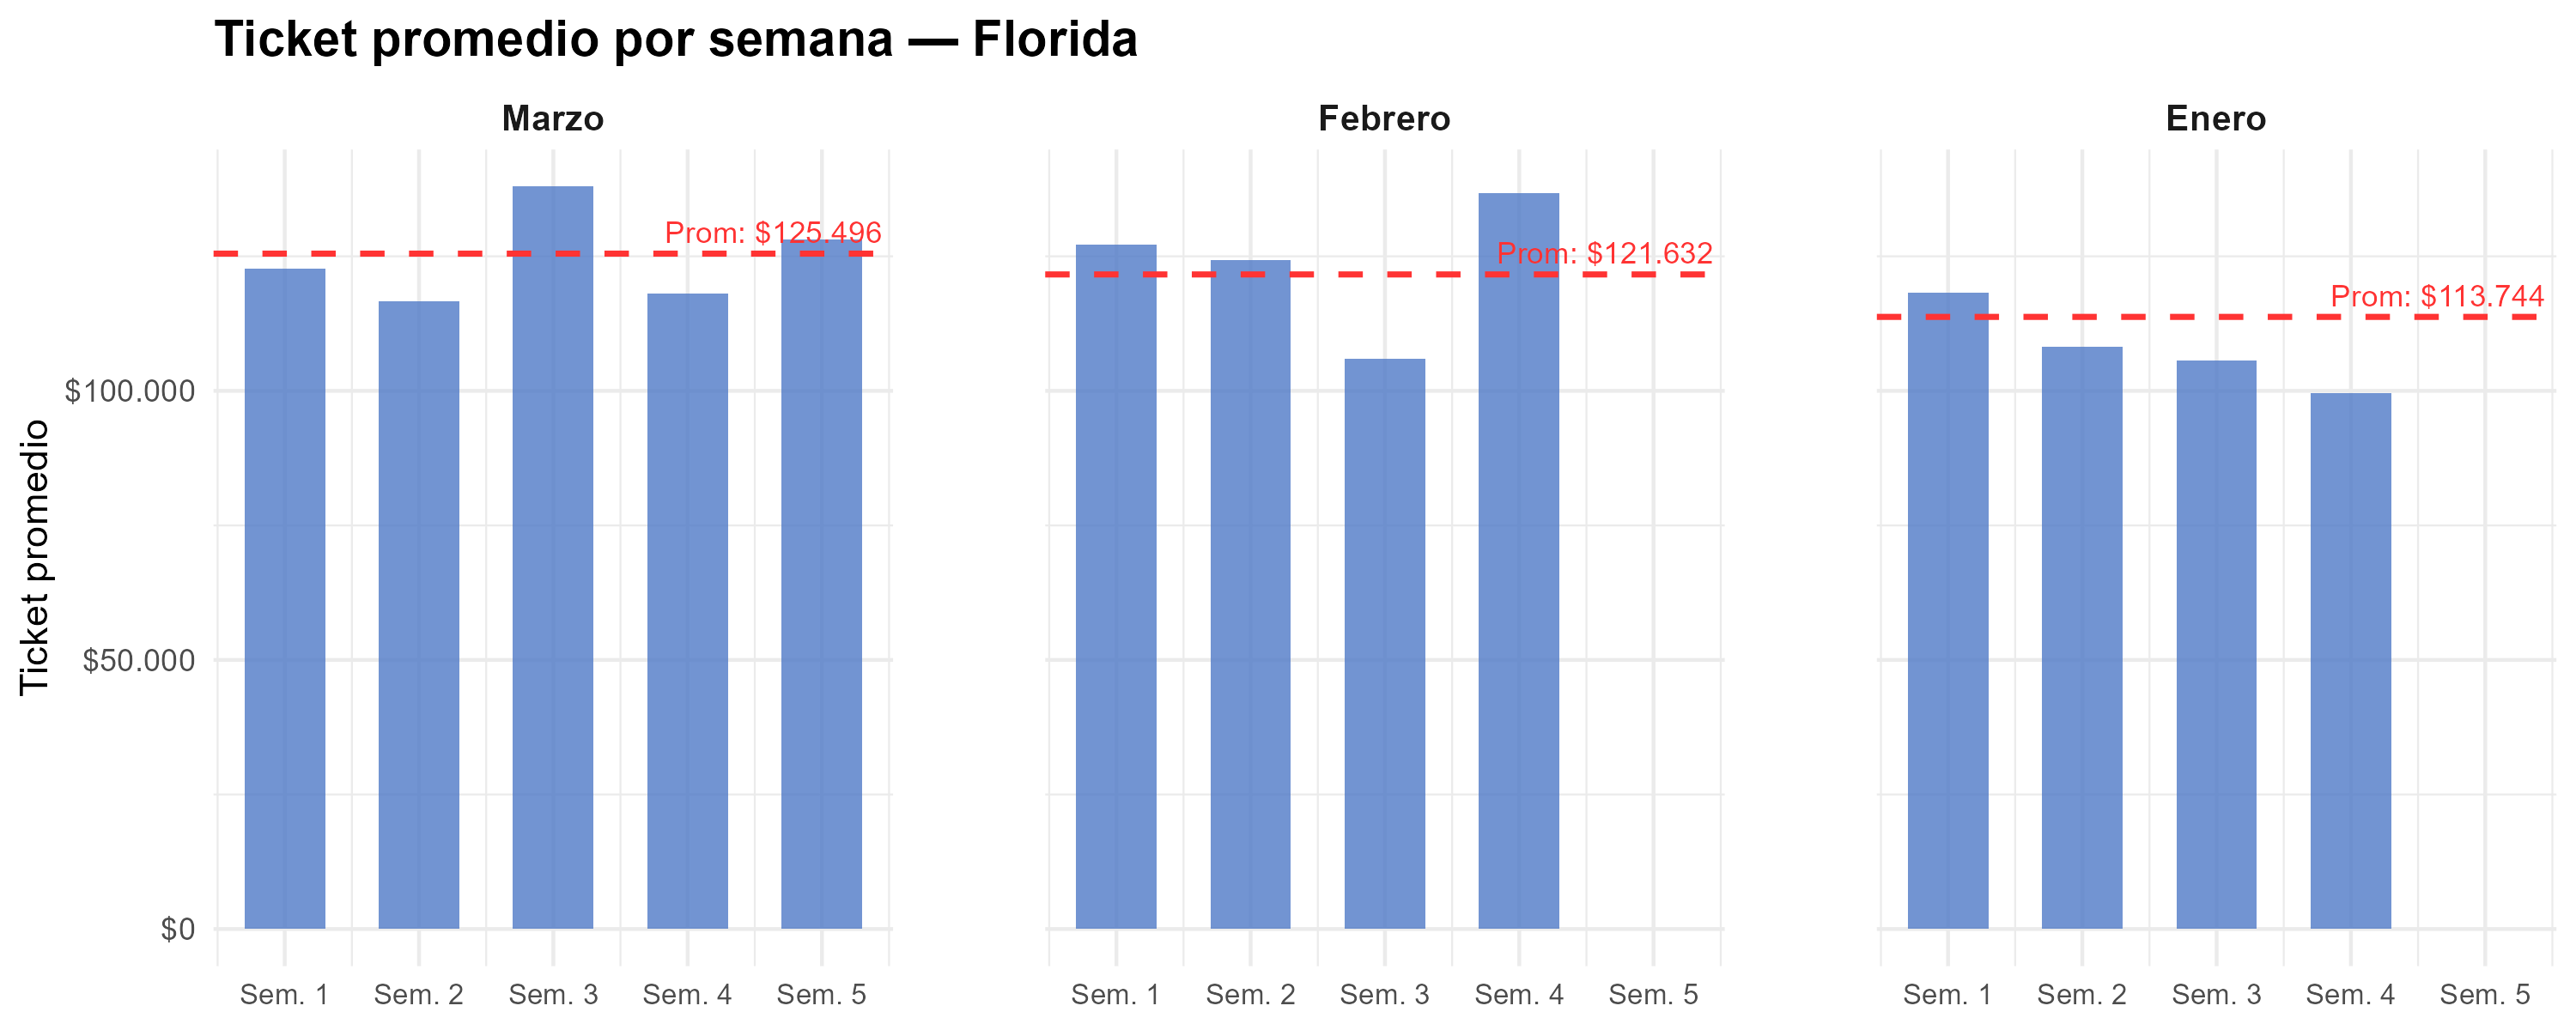 Ticket promedio por semana — Florida
Marzo
Febrero
Enero
Ticket promedio
$100.000
$50.000
$0
Prom: $125.496
Prom: $121.632
Prom: $113.744
Sem. 1 Sem. 2 Sem. 3 Sem. 4 Sem. 5
Sem. 1 Sem. 2 Sem. 3 Sem. 4 Sem. 5
Sem. 1 Sem. 2 Sem. 3 Sem. 4 Sem. 5